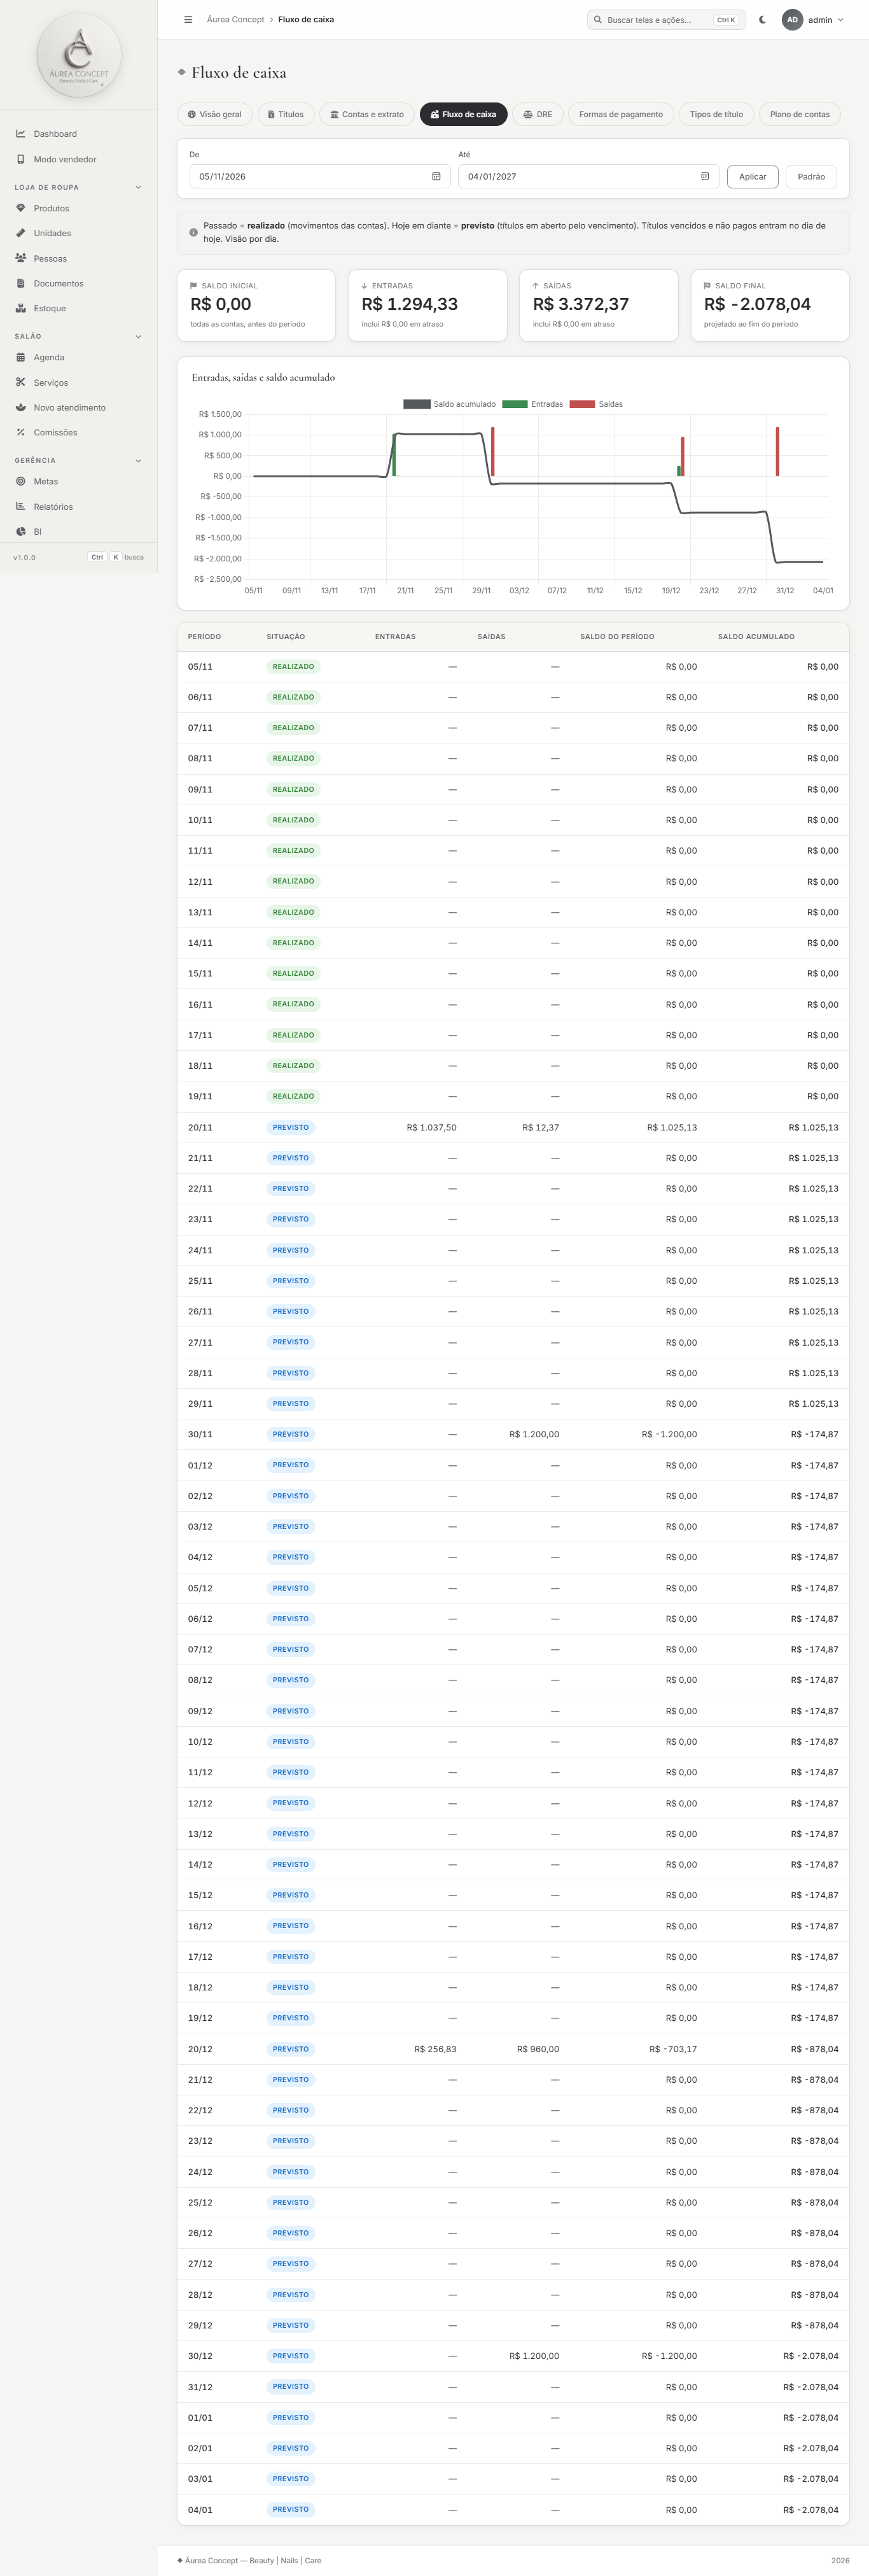 ÁUREA CONCEPT
Beauty | Nails | Care
Dashboard
Modo vendedor
LOJA DE ROUPA
Produtos
Unidades
Pessoas
Documentos
Estoque
SALÃO
Agenda
Serviços
Novo atendimento
Comissões
GERÊNCIA
Metas
Relatórios
BI
v1.0.0 Ctrl K busca
Áurea Concept › Fluxo de caixa
Buscar telas e ações... Ctrl K
AD admin
Fluxo de caixa
Visão geral Títulos Contas e extrato Fluxo de caixa DRE Formas de pagamento Tipos de título Plano de contas
De Até
05/11/2026 04/01/2027 Aplicar Padrão
Passado = realizado (movimentos das contas). Hoje em diante = previsto (títulos em aberto pelo vencimento). Títulos vencidos e não pagos entram no dia de
hoje. Visão por dia.
SALDO INICIAL
R$ 0,00
todas as contas, antes do período
ENTRADAS
R$ 1.294,33
inclui R$ 0,00 em atraso
SAÍDAS
R$ 3.372,37
inclui R$ 0,00 em atraso
SALDO FINAL
R$ -2.078,04
projetado ao fim do período
Entradas, saídas e saldo acumulado
Saldo acumulado Entradas Saídas
R$ 1.500,00
R$ 1.000,00
R$ 500,00
R$ 0,00
R$ -500,00
R$ -1.000,00
R$ -1.500,00
R$ -2.000,00
R$ -2.500,00
05/11 09/11 13/11 17/11 21/11 25/11 29/11 03/12 07/12 11/12 15/12 19/12 23/12 27/12 31/12 04/01
PERÍODO SITUAÇÃO ENTRADAS SAÍDAS SALDO DO PERÍODO SALDO ACUMULADO
05/11 REALIZADO — — R$ 0,00 R$ 0,00
06/11 REALIZADO — — R$ 0,00 R$ 0,00
07/11 REALIZADO — — R$ 0,00 R$ 0,00
08/11 REALIZADO — — R$ 0,00 R$ 0,00
09/11 REALIZADO — — R$ 0,00 R$ 0,00
10/11 REALIZADO — — R$ 0,00 R$ 0,00
11/11 REALIZADO — — R$ 0,00 R$ 0,00
12/11 REALIZADO — — R$ 0,00 R$ 0,00
13/11 REALIZADO — — R$ 0,00 R$ 0,00
14/11 REALIZADO — — R$ 0,00 R$ 0,00
15/11 REALIZADO — — R$ 0,00 R$ 0,00
16/11 REALIZADO — — R$ 0,00 R$ 0,00
17/11 REALIZADO — — R$ 0,00 R$ 0,00
18/11 REALIZADO — — R$ 0,00 R$ 0,00
19/11 REALIZADO — — R$ 0,00 R$ 0,00
20/11 PREVISTO R$ 1.037,50 R$ 12,37 R$ 1.025,13 R$ 1.025,13
21/11 PREVISTO — — R$ 0,00 R$ 1.025,13
22/11 PREVISTO — — R$ 0,00 R$ 1.025,13
23/11 PREVISTO — — R$ 0,00 R$ 1.025,13
24/11 PREVISTO — — R$ 0,00 R$ 1.025,13
25/11 PREVISTO — — R$ 0,00 R$ 1.025,13
26/11 PREVISTO — — R$ 0,00 R$ 1.025,13
27/11 PREVISTO — — R$ 0,00 R$ 1.025,13
28/11 PREVISTO — — R$ 0,00 R$ 1.025,13
29/11 PREVISTO — — R$ 0,00 R$ 1.025,13
30/11 PREVISTO — R$ 1.200,00 R$ -1.200,00 R$ -174,87
01/12 PREVISTO — — R$ 0,00 R$ -174,87
02/12 PREVISTO — — R$ 0,00 R$ -174,87
03/12 PREVISTO — — R$ 0,00 R$ -174,87
04/12 PREVISTO — — R$ 0,00 R$ -174,87
05/12 PREVISTO — — R$ 0,00 R$ -174,87
06/12 PREVISTO — — R$ 0,00 R$ -174,87
07/12 PREVISTO — — R$ 0,00 R$ -174,87
08/12 PREVISTO — — R$ 0,00 R$ -174,87
09/12 PREVISTO — — R$ 0,00 R$ -174,87
10/12 PREVISTO — — R$ 0,00 R$ -174,87
11/12 PREVISTO — — R$ 0,00 R$ -174,87
12/12 PREVISTO — — R$ 0,00 R$ -174,87
13/12 PREVISTO — — R$ 0,00 R$ -174,87
14/12 PREVISTO — — R$ 0,00 R$ -174,87
15/12 PREVISTO — — R$ 0,00 R$ -174,87
16/12 PREVISTO — — R$ 0,00 R$ -174,87
17/12 PREVISTO — — R$ 0,00 R$ -174,87
18/12 PREVISTO — — R$ 0,00 R$ -174,87
19/12 PREVISTO — — R$ 0,00 R$ -174,87
20/12 PREVISTO R$ 256,83 R$ 960,00 R$ -703,17 R$ -878,04
21/12 PREVISTO — — R$ 0,00 R$ -878,04
22/12 PREVISTO — — R$ 0,00 R$ -878,04
23/12 PREVISTO — — R$ 0,00 R$ -878,04
24/12 PREVISTO — — R$ 0,00 R$ -878,04
25/12 PREVISTO — — R$ 0,00 R$ -878,04
26/12 PREVISTO — — R$ 0,00 R$ -878,04
27/12 PREVISTO — — R$ 0,00 R$ -878,04
28/12 PREVISTO — — R$ 0,00 R$ -878,04
29/12 PREVISTO — — R$ 0,00 R$ -878,04
30/12 PREVISTO — R$ 1.200,00 R$ -1.200,00 R$ -2.078,04
31/12 PREVISTO — — R$ 0,00 R$ -2.078,04
01/01 PREVISTO — — R$ 0,00 R$ -2.078,04
02/01 PREVISTO — — R$ 0,00 R$ -2.078,04
03/01 PREVISTO — — R$ 0,00 R$ -2.078,04
04/01 PREVISTO — — R$ 0,00 R$ -2.078,04
Áurea Concept — Beauty | Nails | Care 2026